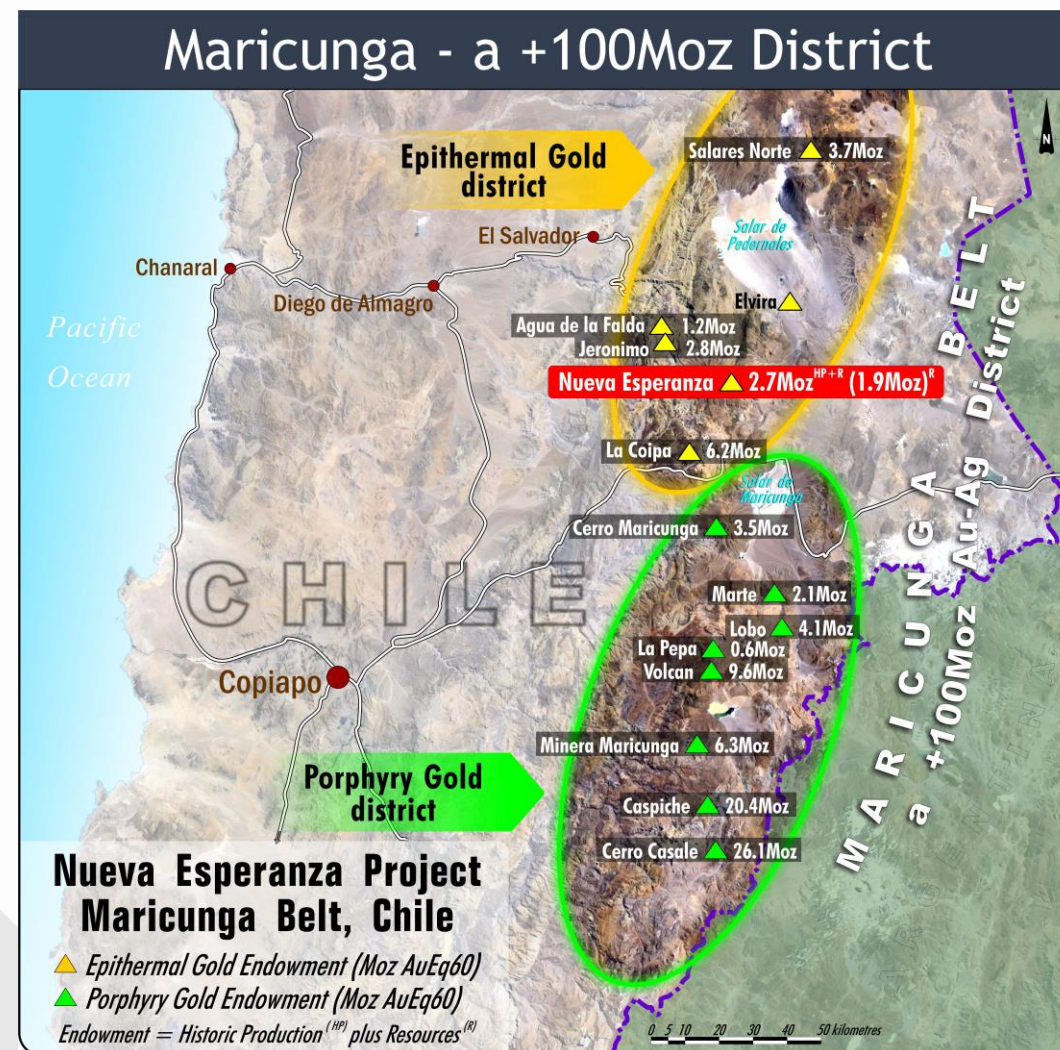 Maricunga - a +100Moz District
N
Epithermal Gold
district
Salares Norte 3.7Moz
Salar de
Pedernales
El Salvador
Chanaral
Diego de Almagro
Elvira
Pacific
Ocean
Agua de la Falda 1.2Moz
Jeronimo 2.8Moz
Nueva Esperanza 2.7Moz HP+R (1.9Moz) R
La Coipa 6.2Moz
Salar de
Maricunga
Cerro Maricunga 3.5Moz
CHILE
Marte 2.1Moz
Lobo 4.1Moz
La Pepa 0.6Moz
Volcan 9.6Moz
Copiapo
Minera Maricunga 6.3Moz
Porphyry Gold
district
Caspiche 20.4Moz
Cerro Casale 26.1Moz
MARICUNGA BELT
a +100Moz Au-Ag District
Nueva Esperanza Project
Maricunga Belt, Chile
Epithermal Gold Endowment (Moz AuEq60)
Porphyry Gold Endowment (Moz AuEq60)
Endowment = Historic Production (HP) plus Resources (R)
0 5 10 20 30 40 50 kilometres